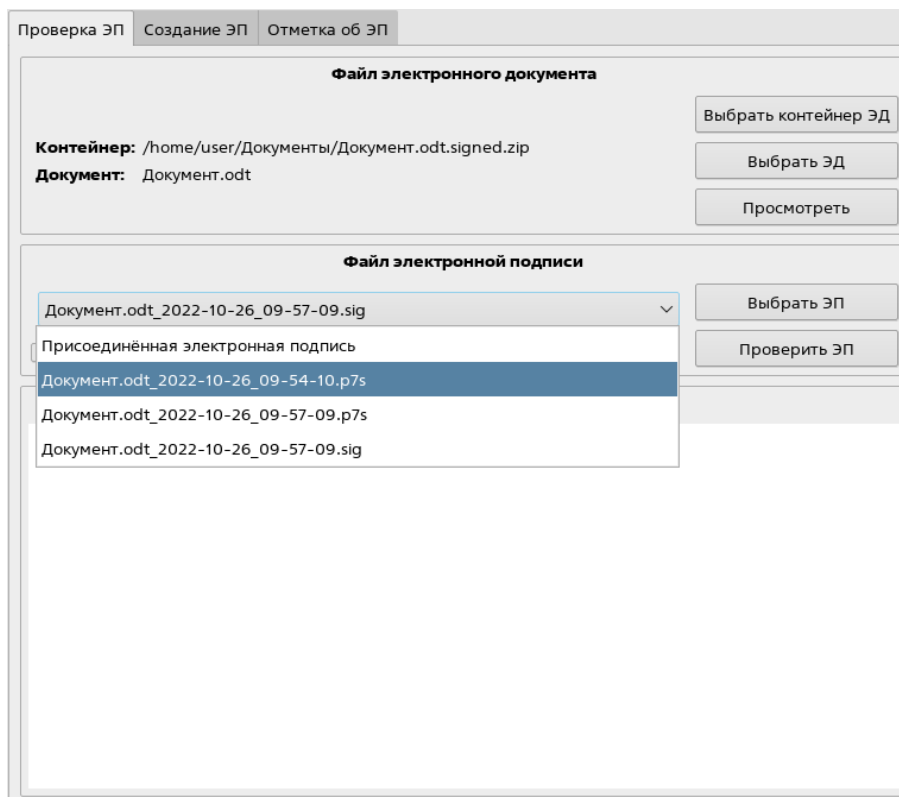 Проверка ЭП Создание ЭП Отметка об ЭП
Файл электронного документа
Выбрать контейнер ЭД
Контейнер: /home/user/Документы/Документ.odt.signed.zip
Выбрать ЭД
Документ: Документ.odt
Просмотреть
Файл электронной подписи
Документ.odt_2022-10-26_09-57-09.sig
Выбрать ЭП
Присоединённая электронная подпись
Проверить ЭП
Документ.odt_2022-10-26_09-54-10.p7s
Документ.odt_2022-10-26_09-57-09.p7s
Документ.odt_2022-10-26_09-57-09.sig